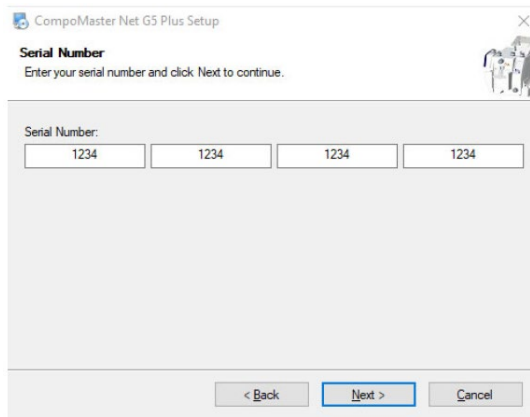 CompoMaster Net G5 Plus Setup
Serial Number
Enter your serial number and click Next to continue.
Serial Number:
1234 1234 1234 1234
< Back Next > Cancel